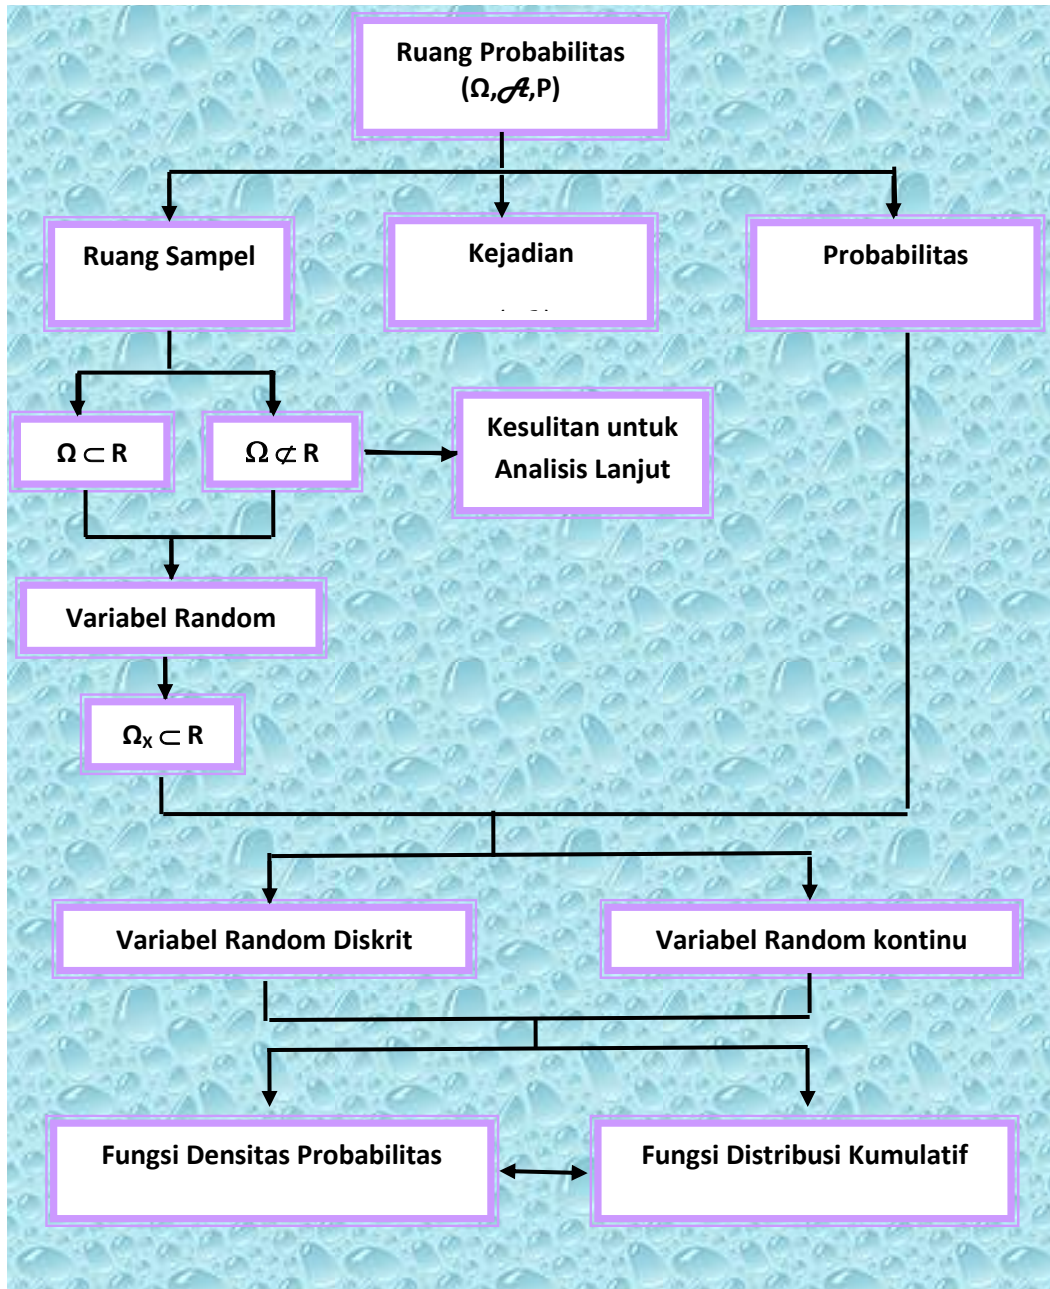 Ruang Probabilitas
(Ω,𝒜,P)
Ruang Sampel
Kejadian
Probabilitas
Ω ⊂ R
Ω ⊄ R
Kesulitan untuk
Analisis Lanjut
Variabel Random
Ωₓ ⊂ R
Variabel Random Diskrit
Variabel Random kontinu
Fungsi Densitas Probabilitas
Fungsi Distribusi Kumulatif